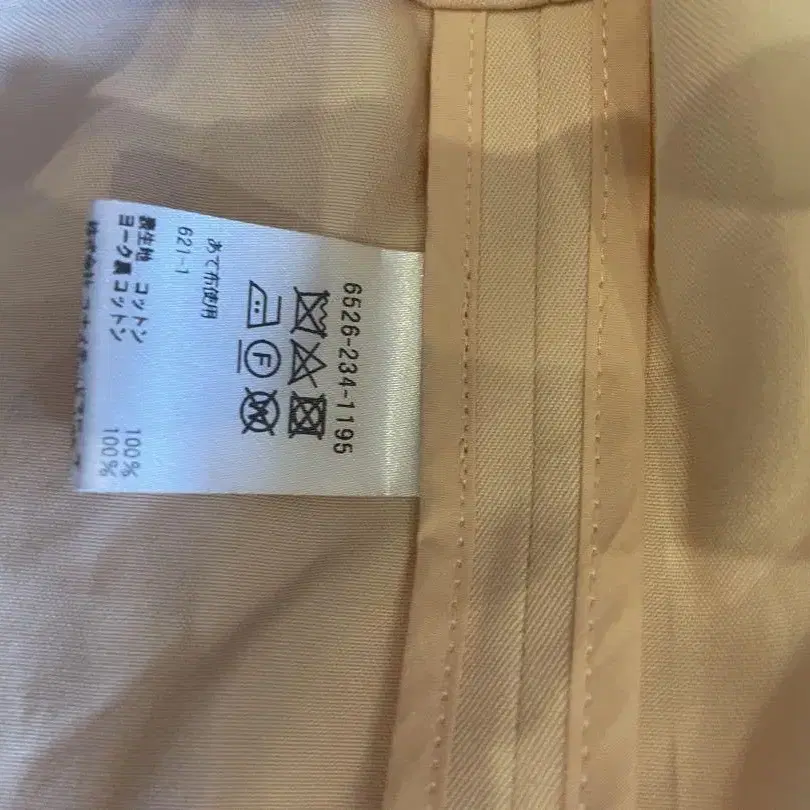 6526-234-1195
F
W
あて布使用
621-1
表生地 コットン 100%
ヨーク裏コットン 100%